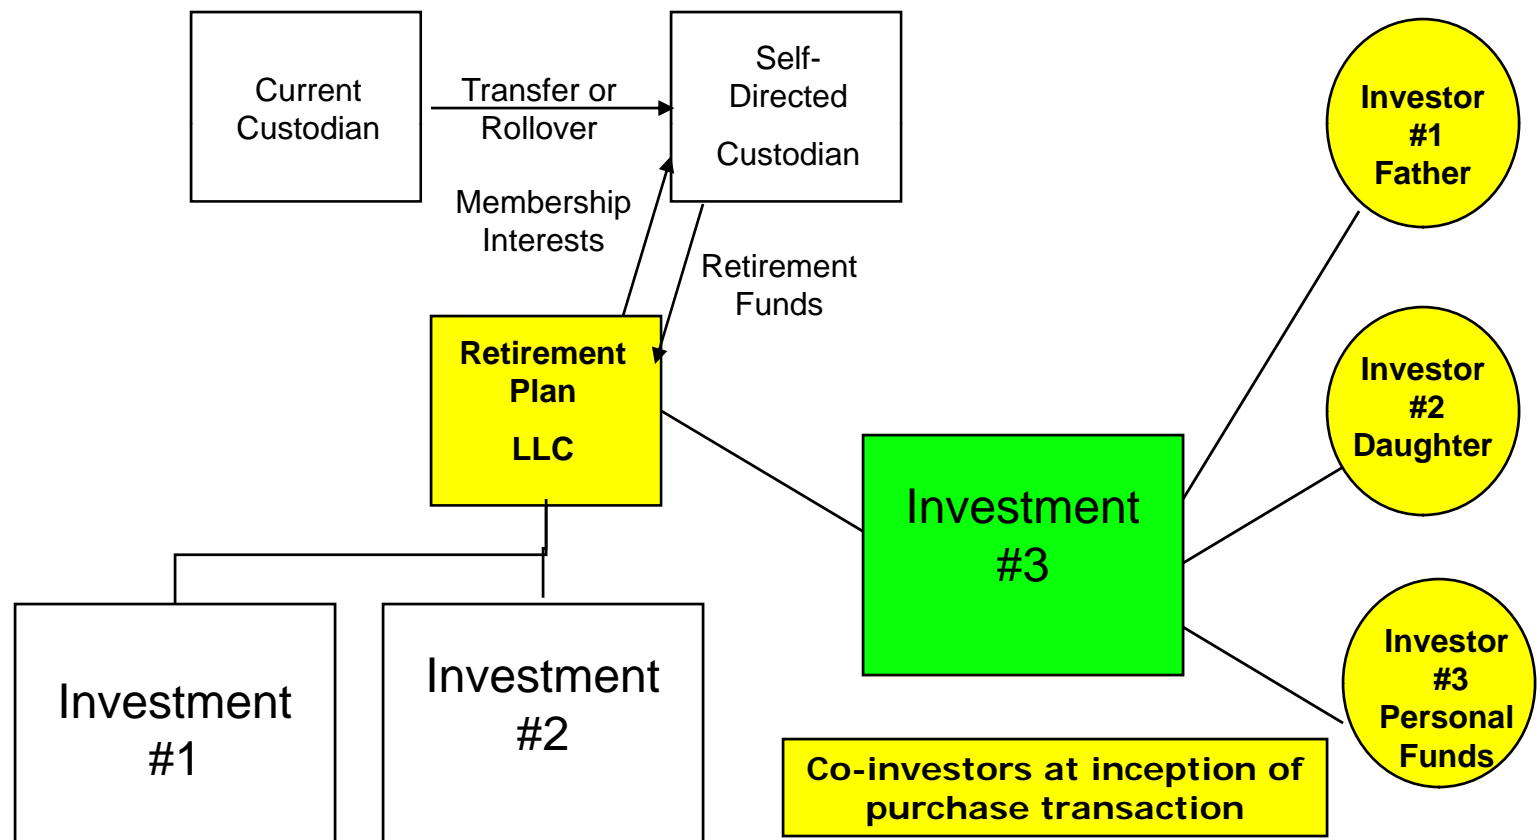 Current
Custodian
Transfer or
Rollover
Self-
Directed
Custodian
Membership
Interests
Retirement
Funds
Retirement
Plan
LLC
Investment
#1
Investment
#2
Investment
#3
Investor
#1
Father
Investor
#2
Daughter
Investor
#3
Personal
Funds
Co-investors at inception of
purchase transaction